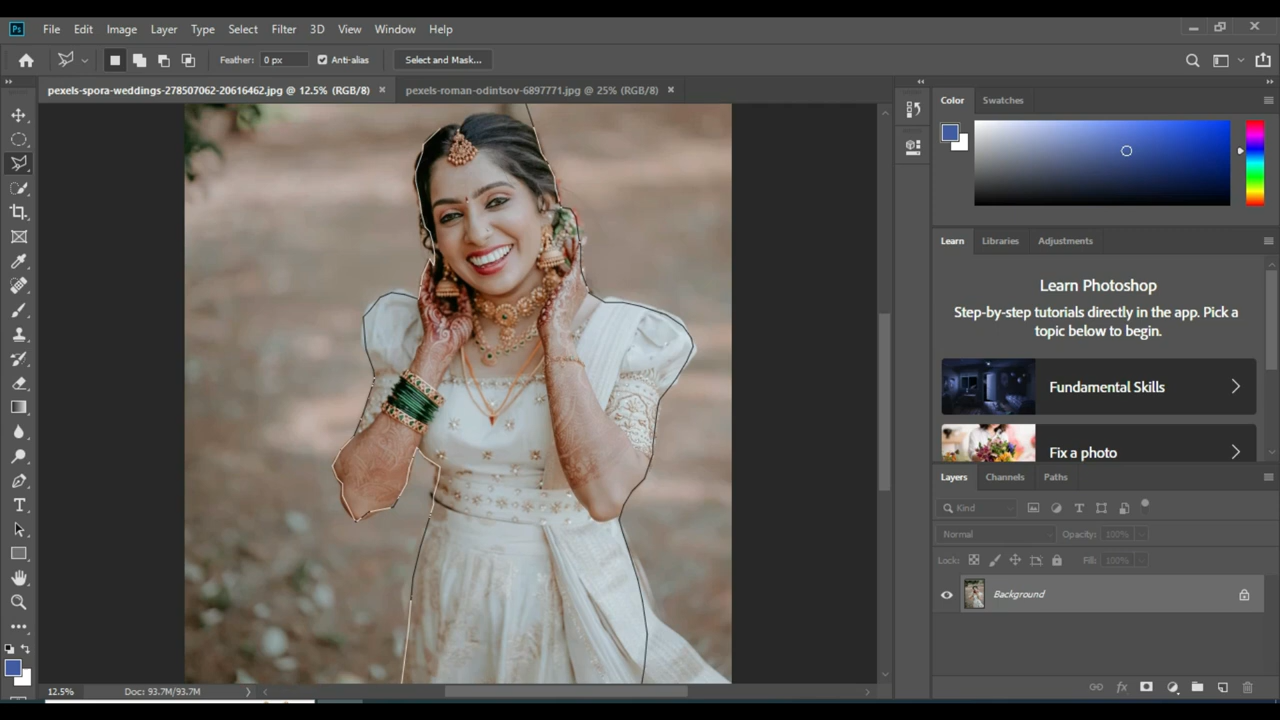 Ps File Edit Image Layer Type Select Filter 3D View Window Help
Feather: 0 px Anti-alias Select and Mask...
pexels-spora-weddings-278507062-20616462.jpg @ 12.5% (RGB/8) × pexels-roman-odintsov-6897771.jpg @ 25% (RGB/8) ×
Color Swatches
Learn Libraries Adjustments
Learn Photoshop
Step-by-step tutorials directly in the app. Pick a
topic below to begin.
Fundamental Skills
Fix a photo
Layers Channels Paths
Kind
Normal Opacity: 100%
Lock: Fill: 100%
Background
12.5% Doc: 93.7M/93.7M